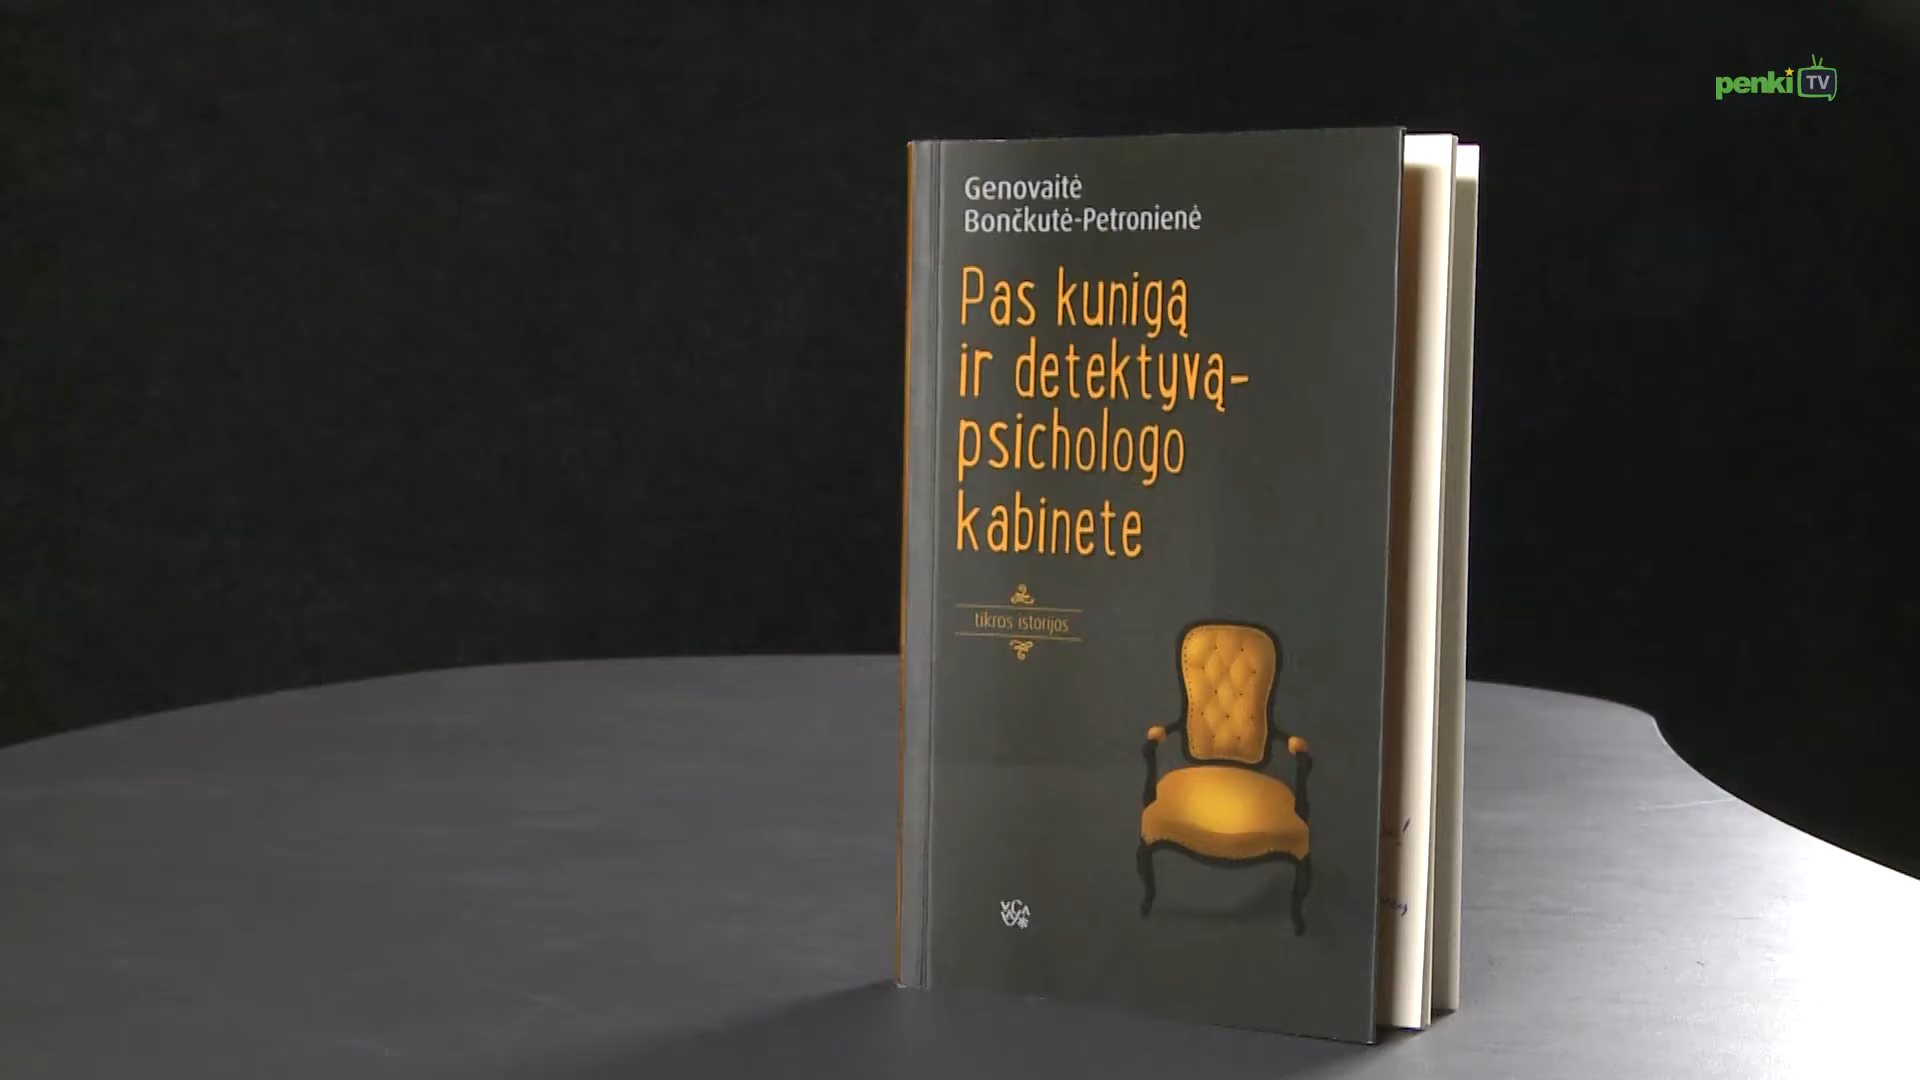 penki TV
Genovaitė
Bončkutė-Petronienė
Pas kunigą
ir detektyvą-
psichologo
kabinete
tikros istorijos